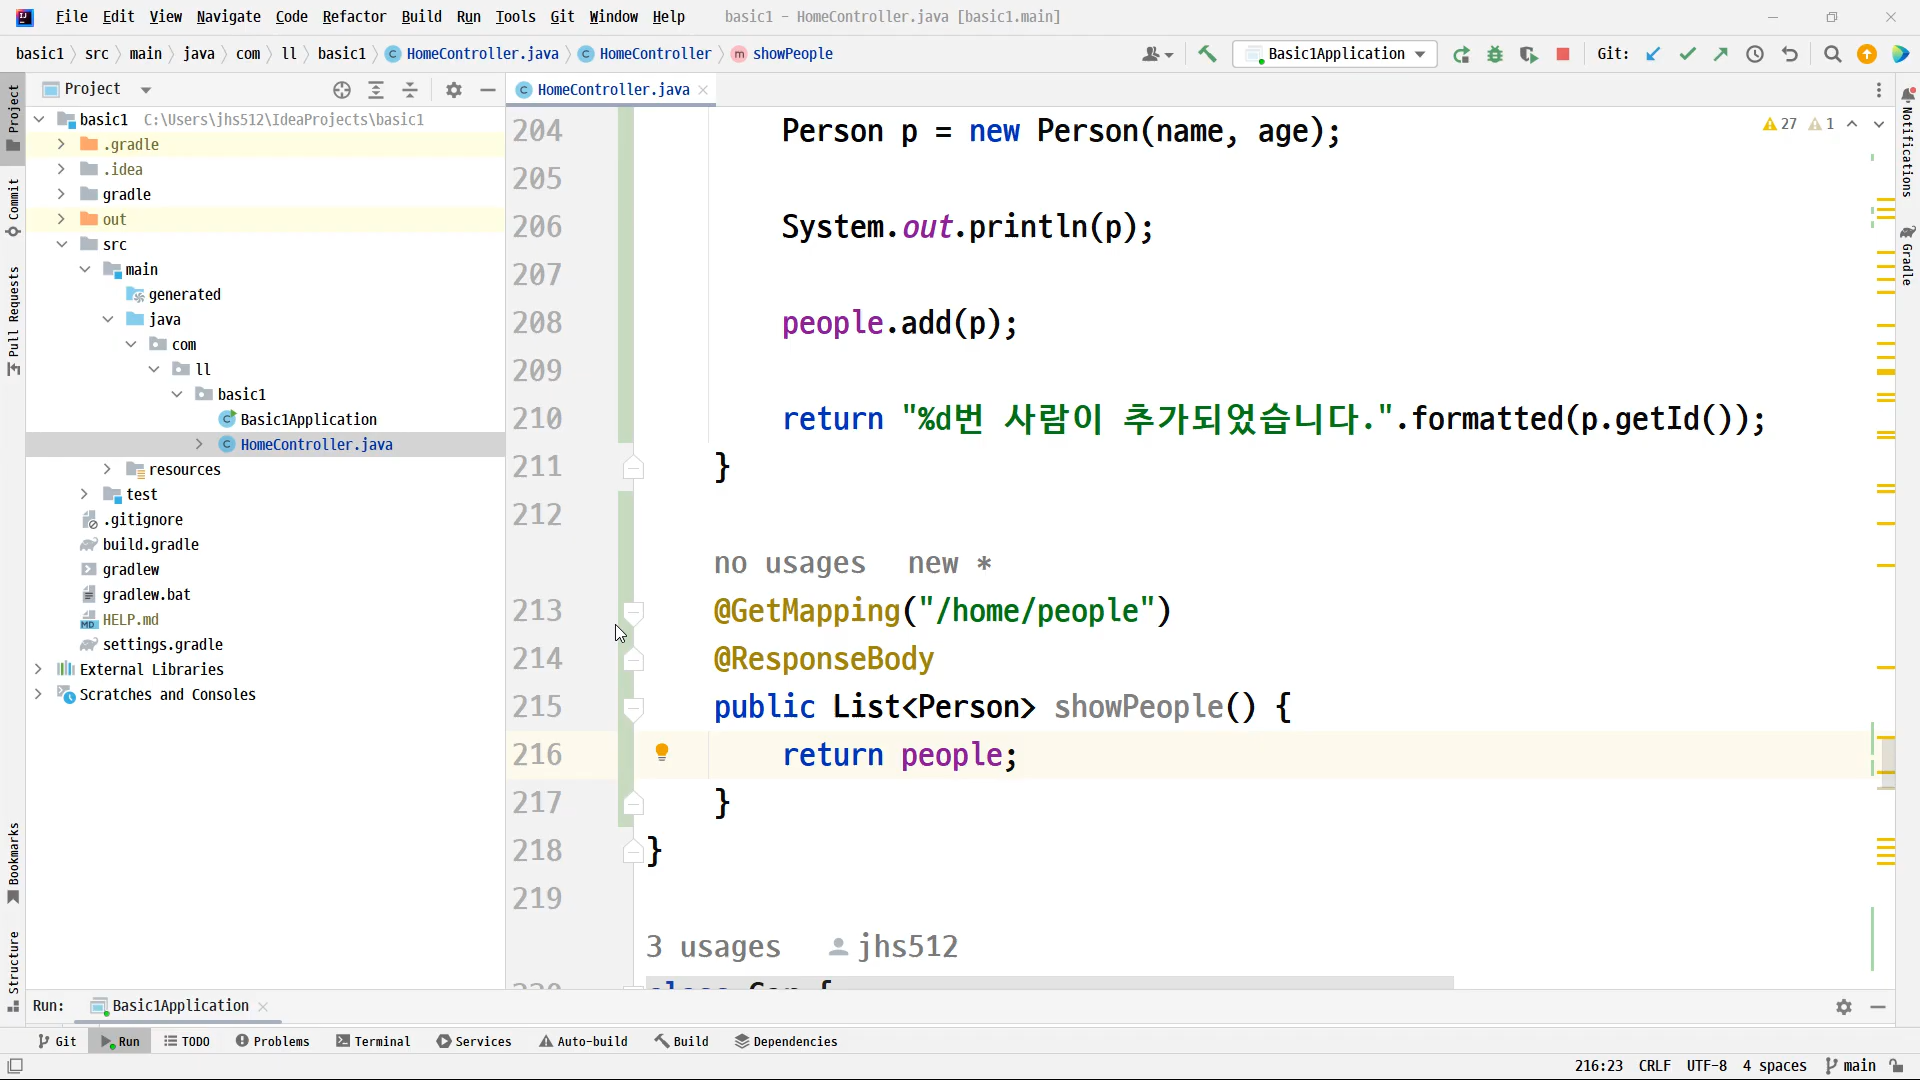 File Edit View Navigate Code Refactor Build Run Tools Git Window Help basic1 - HomeController.java [basic1.main]
basic1 src main java com ll basic1 HomeController.java HomeController showPeople Basic1Application Git:
Project
HomeController.java
basic1 C:\Users\jhs512\IdeaProjects\basic1
.gradle
.idea
gradle
out
src
main
generated
java
com
ll
basic1
Basic1Application
HomeController.java
resources
test
.gitignore
build.gradle
gradlew
gradlew.bat
HELP.md
settings.gradle
External Libraries
Scratches and Consoles
Project
Commit
Pull Requests
Bookmarks
Structure
27 1
204 Person p = new Person(name, age);
205
206 System.out.println(p);
207
208 people.add(p);
209
210 return "%d번 사람이 추가되었습니다.".formatted(p.getId());
211 }
212
no usages new *
213 @GetMapping("/home/people")
214 @ResponseBody
215 public List<Person> showPeople() {
216 return people;
217 }
218 }
219
3 usages jhs512
Notifications
Gradle
Run: Basic1Application
Git Run TODO Problems Terminal Services Auto-build Build Dependencies
216:23 CRLF UTF-8 4 spaces main